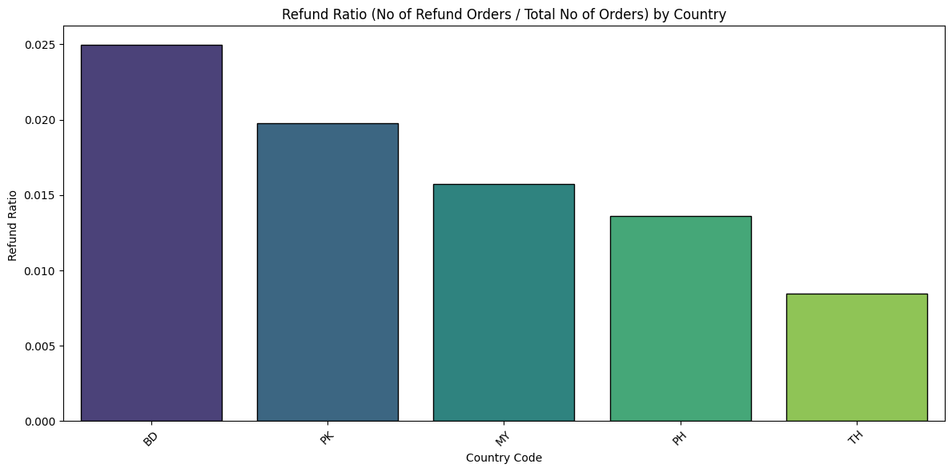 Refund Ratio (No of Refund Orders / Total No of Orders) by Country
0.025
0.020
0.015
0.010
0.005
0.000
Refund Ratio
BD
PK
MY
PH
TH
Country Code